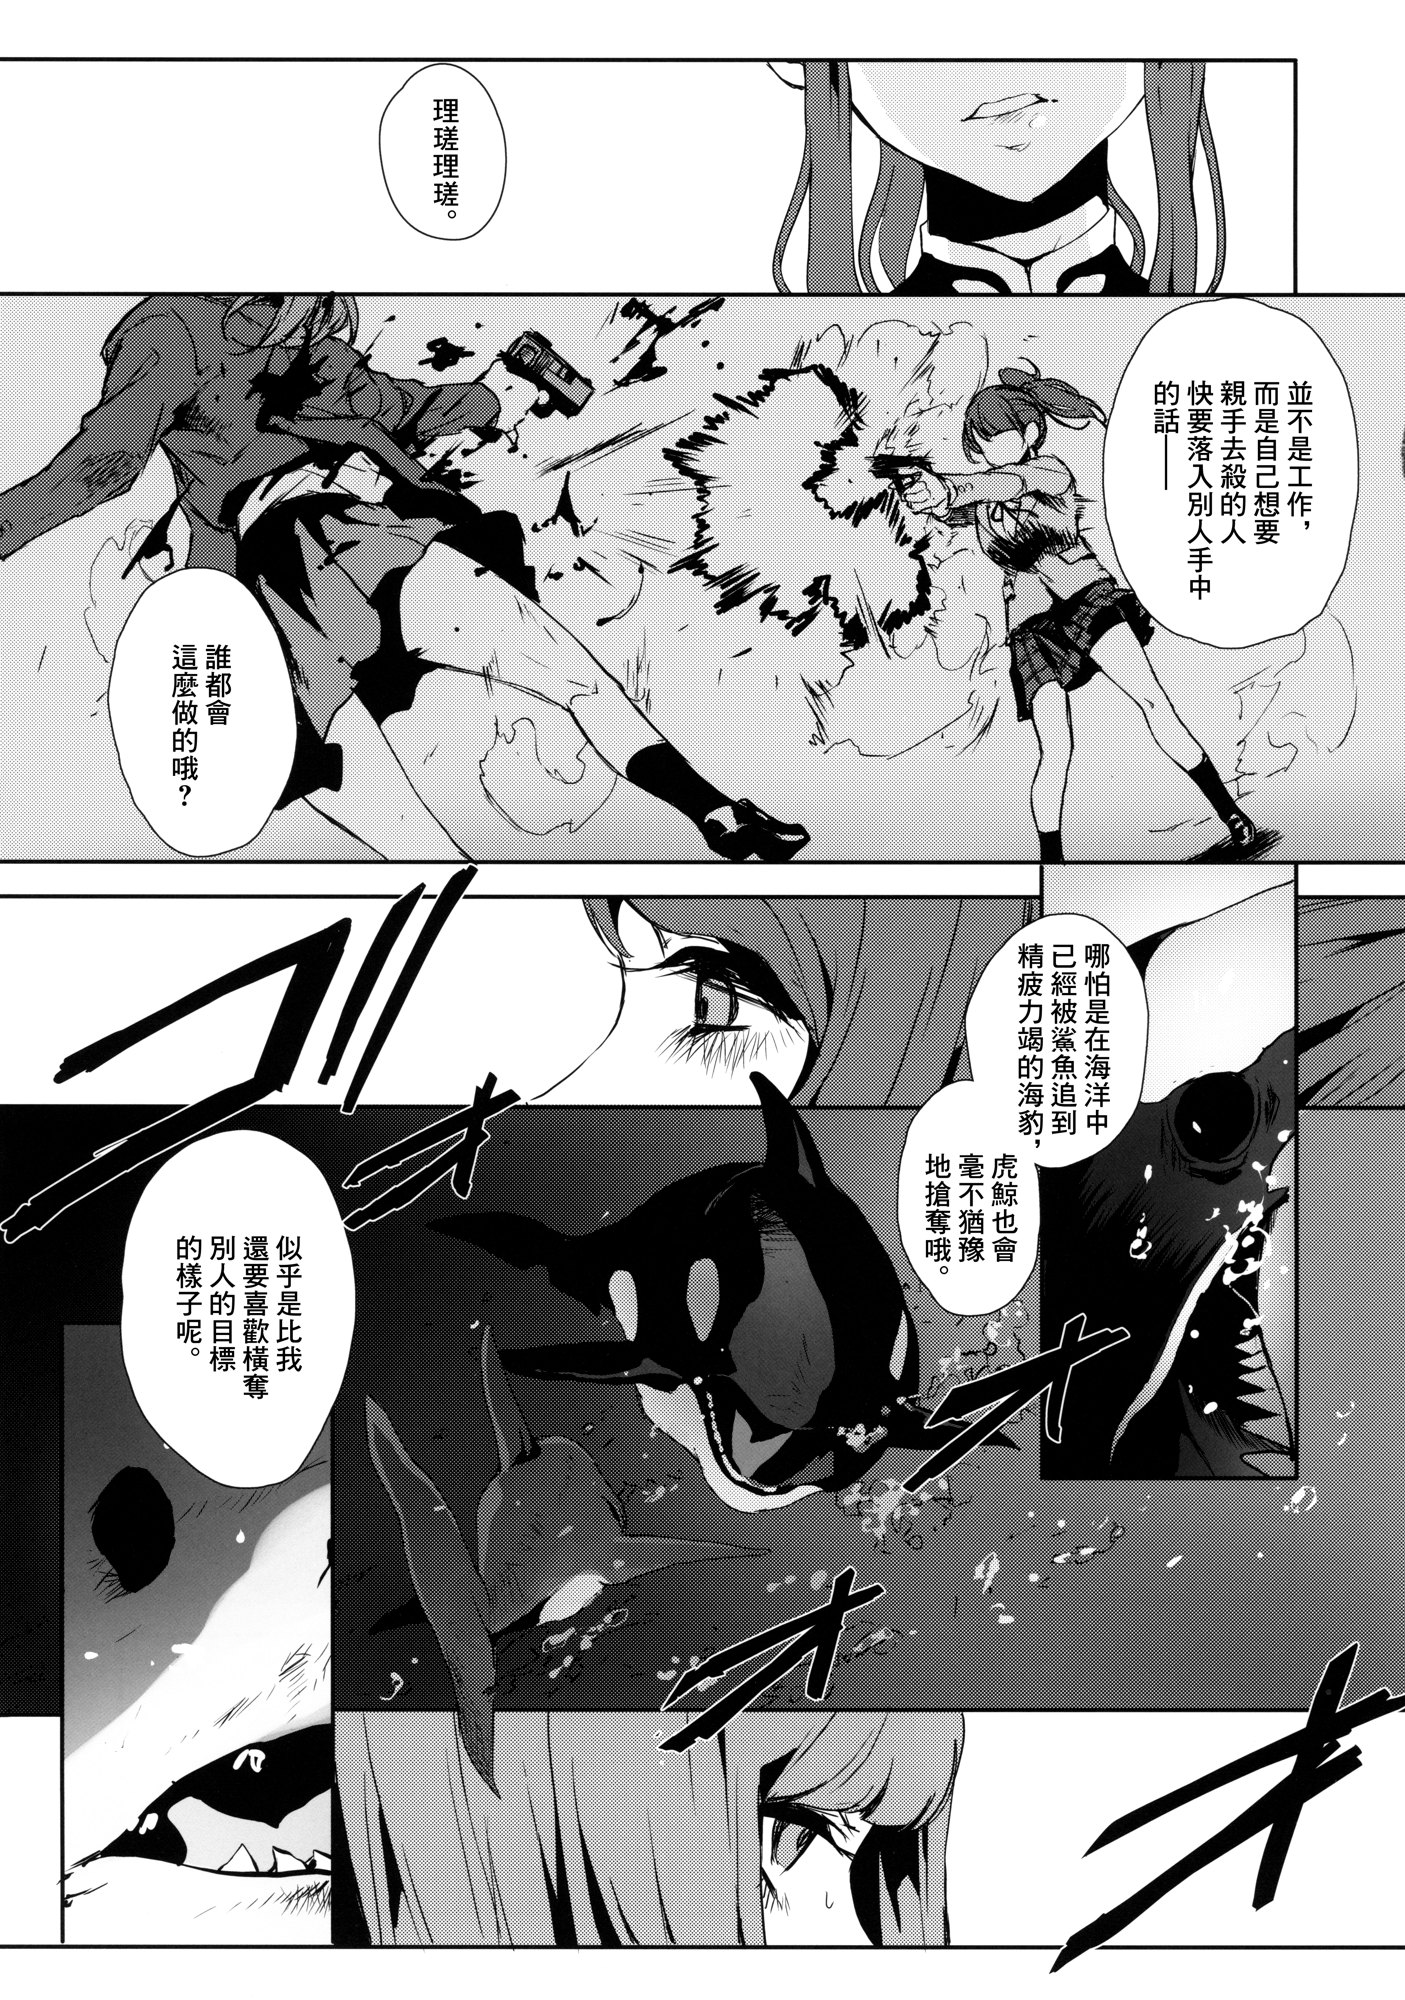 理瑳理瑳。
並不是工作，
而是自己想要
親手去殺的人
快要落入別人手中
的話——
誰都會
這麼做的哦？
哪怕是在海洋中
已經被鯊魚追到
精疲力竭的海豹，
虎鯨也會
毫不猶豫
地搶奪哦。
似乎是比我
還要喜歡橫奪
別人的目標
的樣子呢。
ズイ
オオオ